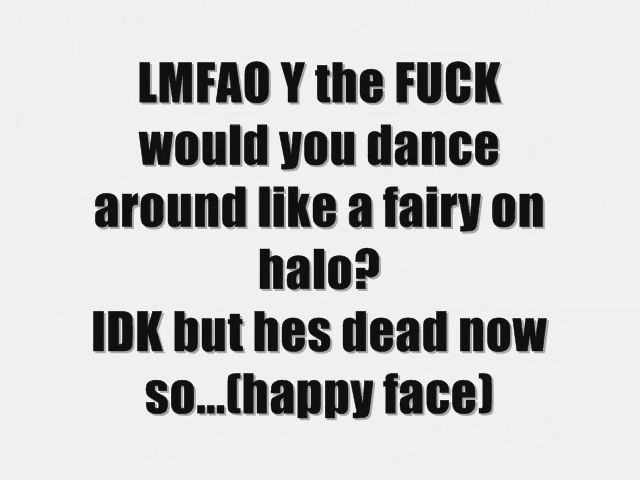 LMFAO Y the FUCK
would you dance
around like a fairy on
halo?
IDK but hes dead now
so...(happy face)